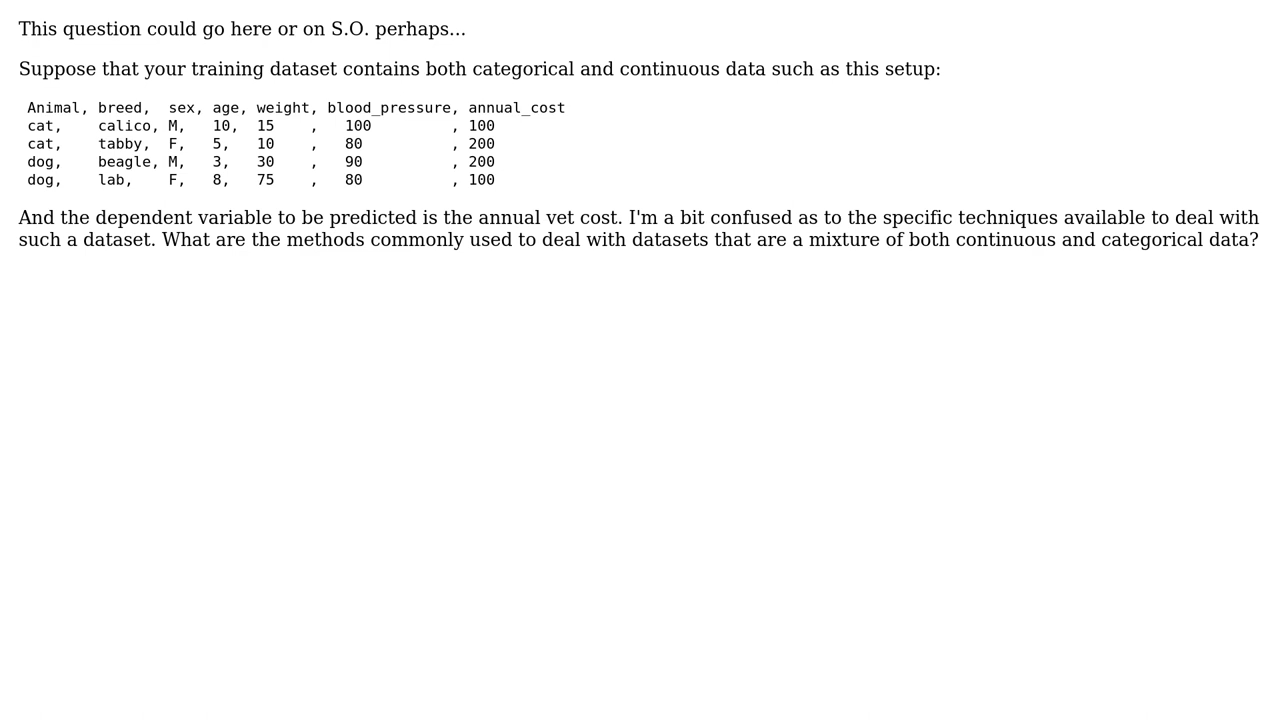 This question could go here or on S.O. perhaps...
Suppose that your training dataset contains both categorical and continuous data such as this setup:
Animal, breed,  sex, age, weight, blood_pressure, annual_cost
cat,    calico, M,   10,  15    ,   100         , 100
cat,    tabby,  F,   5,   10    ,   80          , 200
dog,    beagle, M,   3,   30    ,   90          , 200
dog,    lab,    F,   8,   75    ,   80          , 100
And the dependent variable to be predicted is the annual vet cost. I'm a bit confused as to the specific techniques available to deal with
such a dataset. What are the methods commonly used to deal with datasets that are a mixture of both continuous and categorical data?